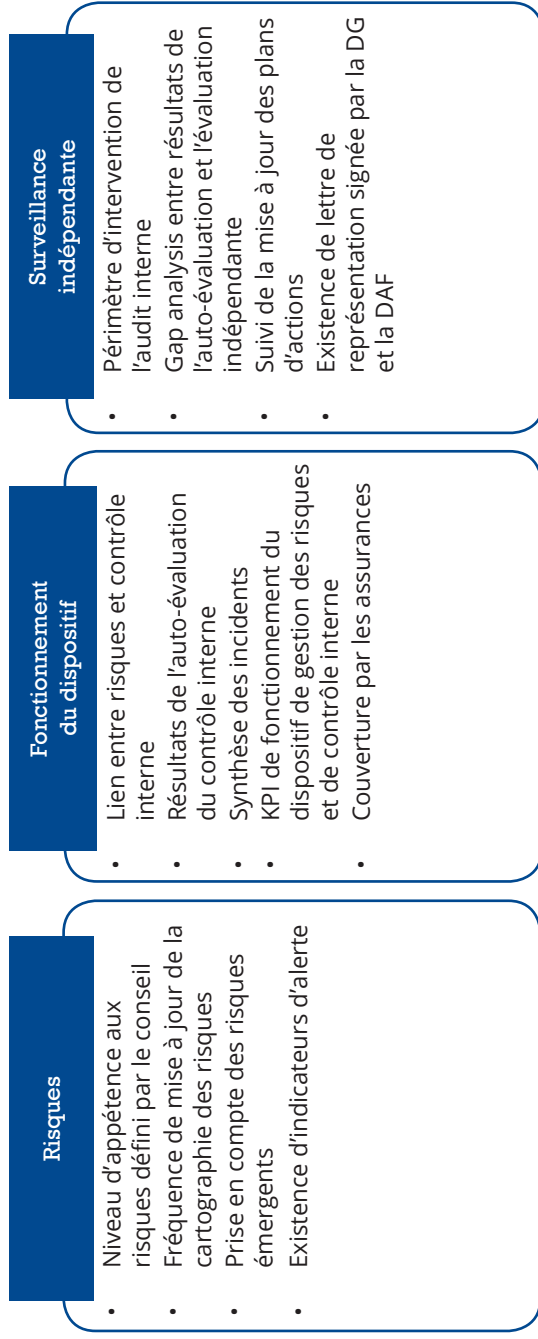 Risques
• Niveau d’appétence aux
risques défini par le conseil
• Fréquence de mise à jour de la
cartographie des risques
• Prise en compte des risques
émergents
• Existence d’indicateurs d’alerte
Fonctionnement
du dispositif
• Lien entre risques et contrôle
interne
• Résultats de l’auto-évaluation
du contrôle interne
• Synthèse des incidents
• KPI de fonctionnement du
dispositif de gestion des risques
et de contrôle interne
• Couverture par les assurances
Surveillance
indépendante
• Périmètre d’intervention de
l’audit interne
• Gap analysis entre résultats de
l’auto-évaluation et l’évaluation
indépendante
• Suivi de la mise à jour des plans
d’actions
• Existence de lettre de
représentation signée par la DG
et la DAF